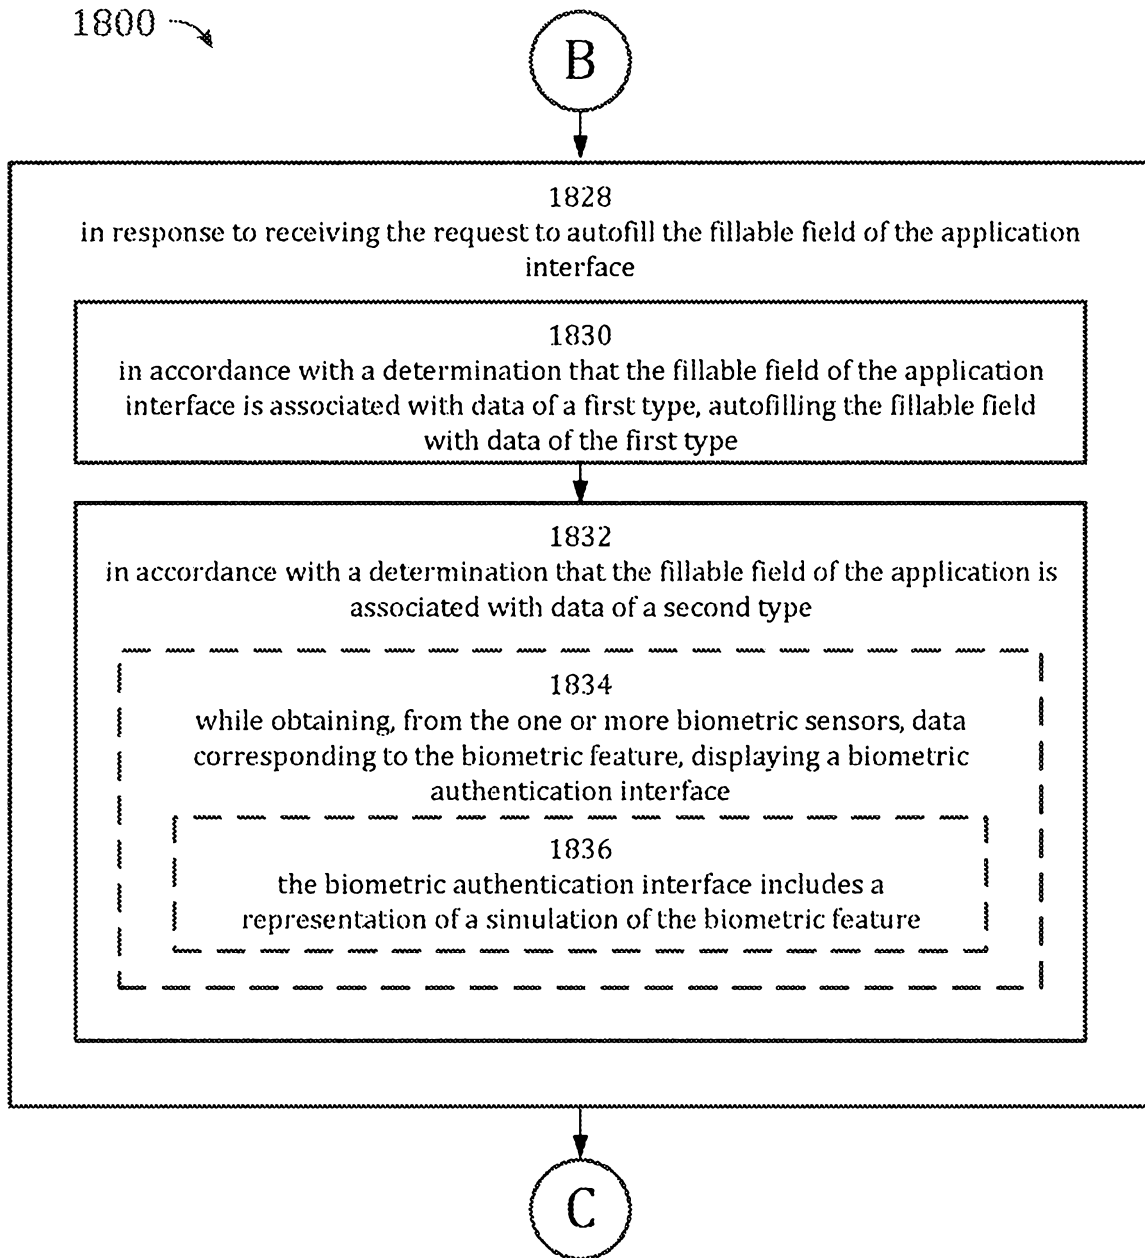 1800
B
1828
in response to receiving the request to autofill the fillable field of the application
interface
1830
in accordance with a determination that the fillable field of the application
interface is associated with data of a first type, autofilling the fillable field
with data of the first type
1832
in accordance with a determination that the fillable field of the application is
associated with data of a second type
1834
while obtaining, from the one or more biometric sensors, data
corresponding to the biometric feature, displaying a biometric
authentication interface
1836
the biometric authentication interface includes a
representation of a simulation of the biometric feature
C